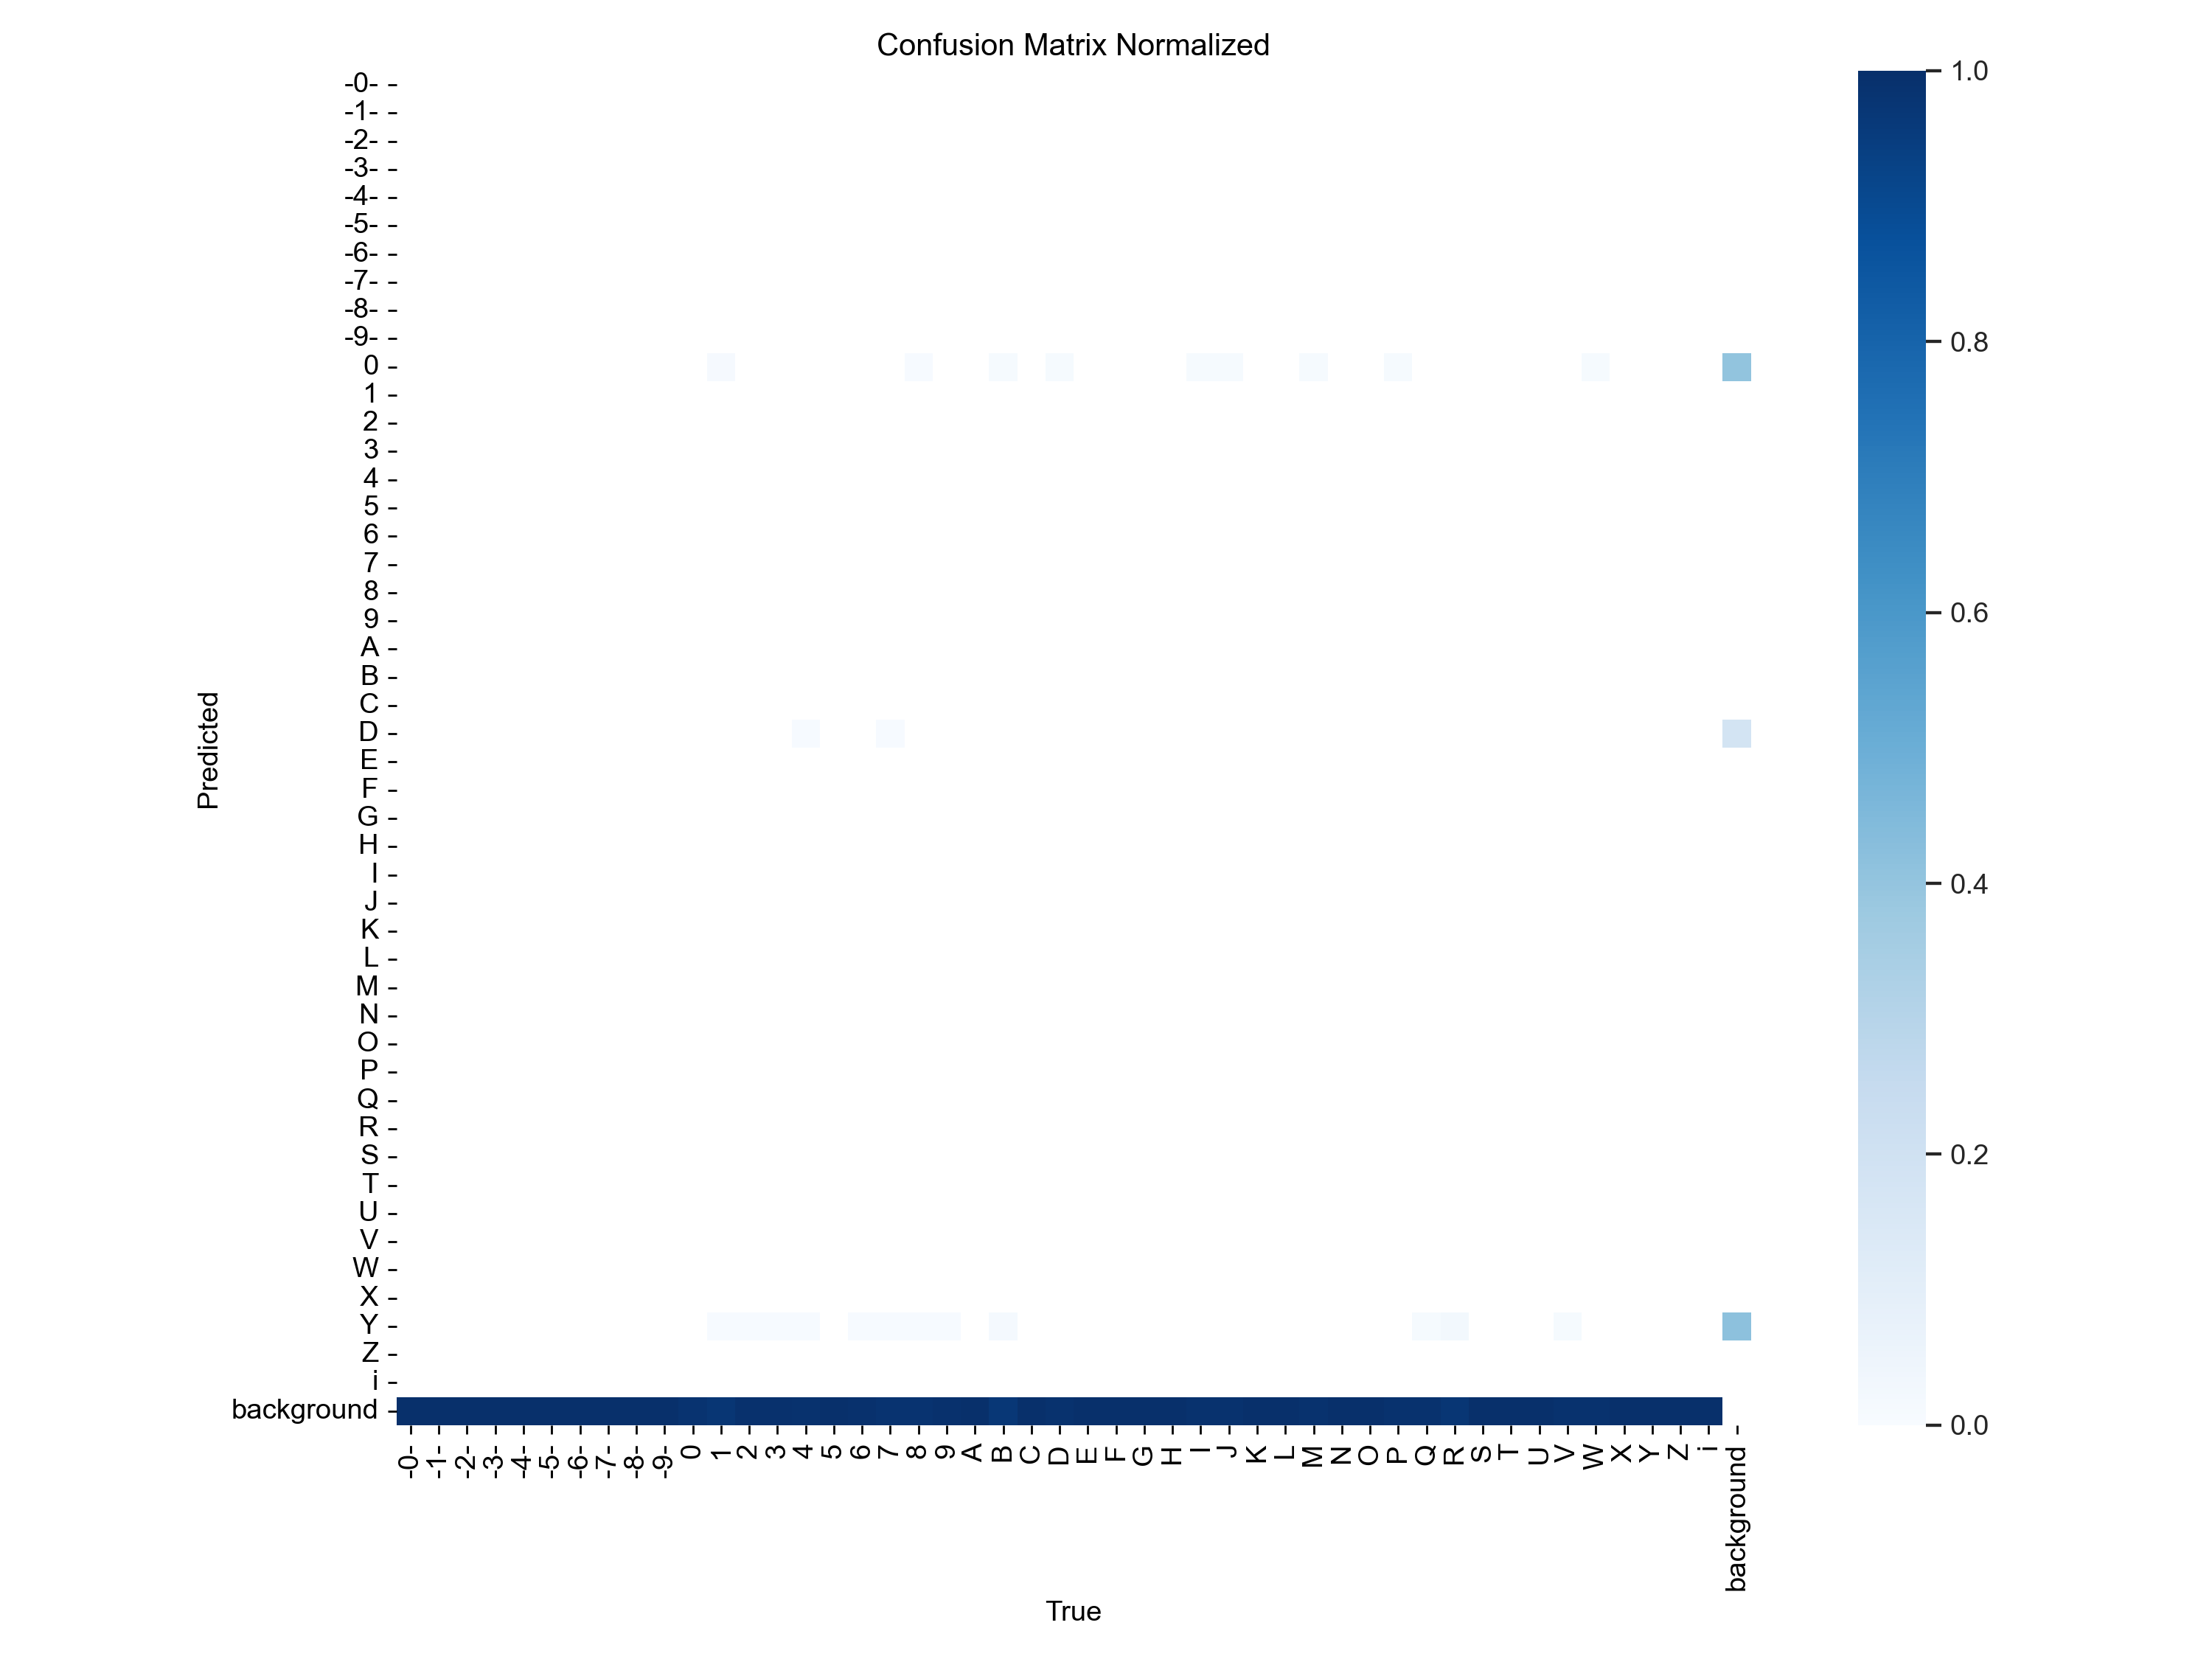 Confusion Matrix Normalized
-0-
-1-
-2-
-3-
-4-
-5-
-6-
-7-
-8-
-9-
0
1
2
3
4
5
6
7
8
9
A
B
C
D
E
F
G
H
I
J
K
L
M
N
O
P
Q
R
S
T
U
V
W
X
Y
Z
i
background
Predicted
-0- -1- -2- -3- -4- -5- -6- -7- -8- -9- 0 1 2 3 4 5 6 7 8 9 A B C D E F G H I J K L M N O P Q R S T U V W X Y Z i background
True
1.0
0.8
0.6
0.4
0.2
0.0